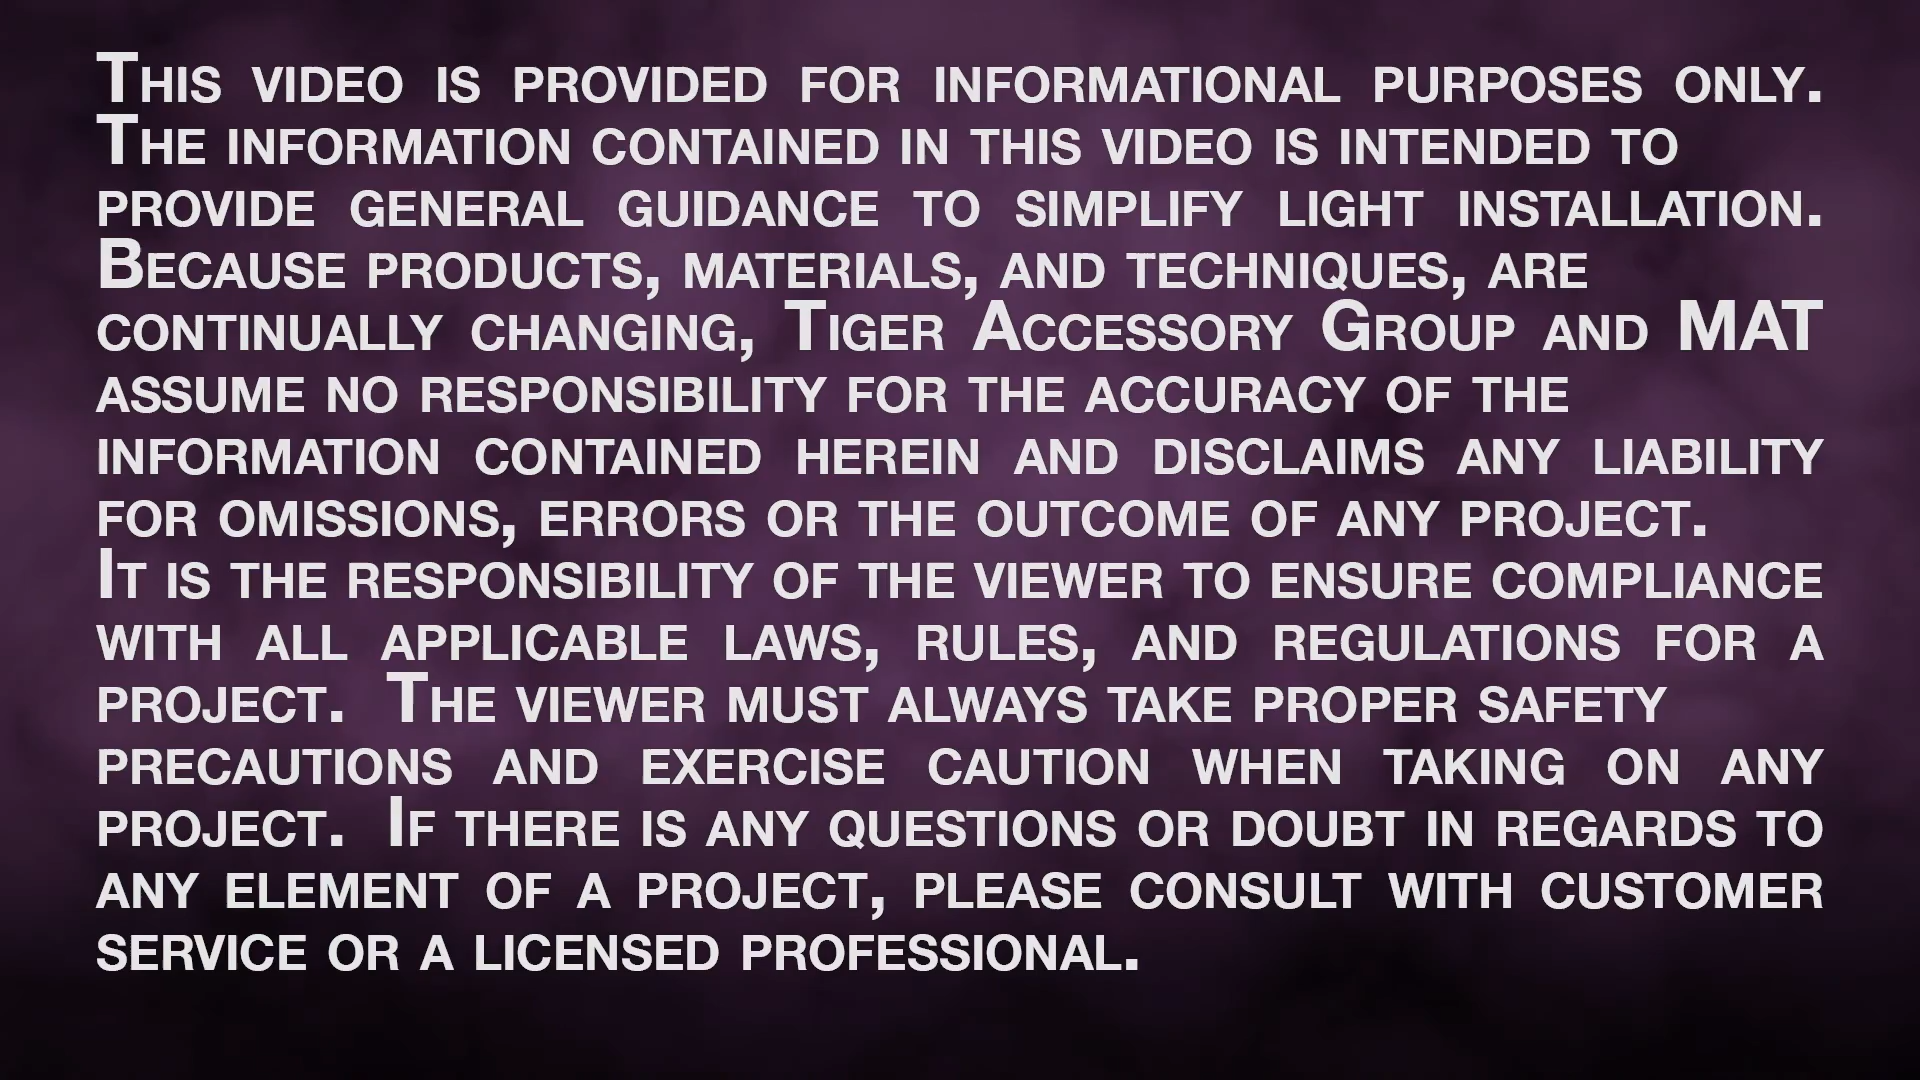 This video is provided for informational purposes only.
The information contained in this video is intended to
provide general guidance to simplify light installation.
Because products, materials, and techniques, are
continually changing, Tiger Accessory Group and MAT
assume no responsibility for the accuracy of the
information contained herein and disclaims any liability
for omissions, errors or the outcome of any project.
It is the responsibility of the viewer to ensure compliance
with all applicable laws, rules, and regulations for a
project. The viewer must always take proper safety
precautions and exercise caution when taking on any
project. If there is any questions or doubt in regards to
any element of a project, please consult with customer
service or a licensed professional.